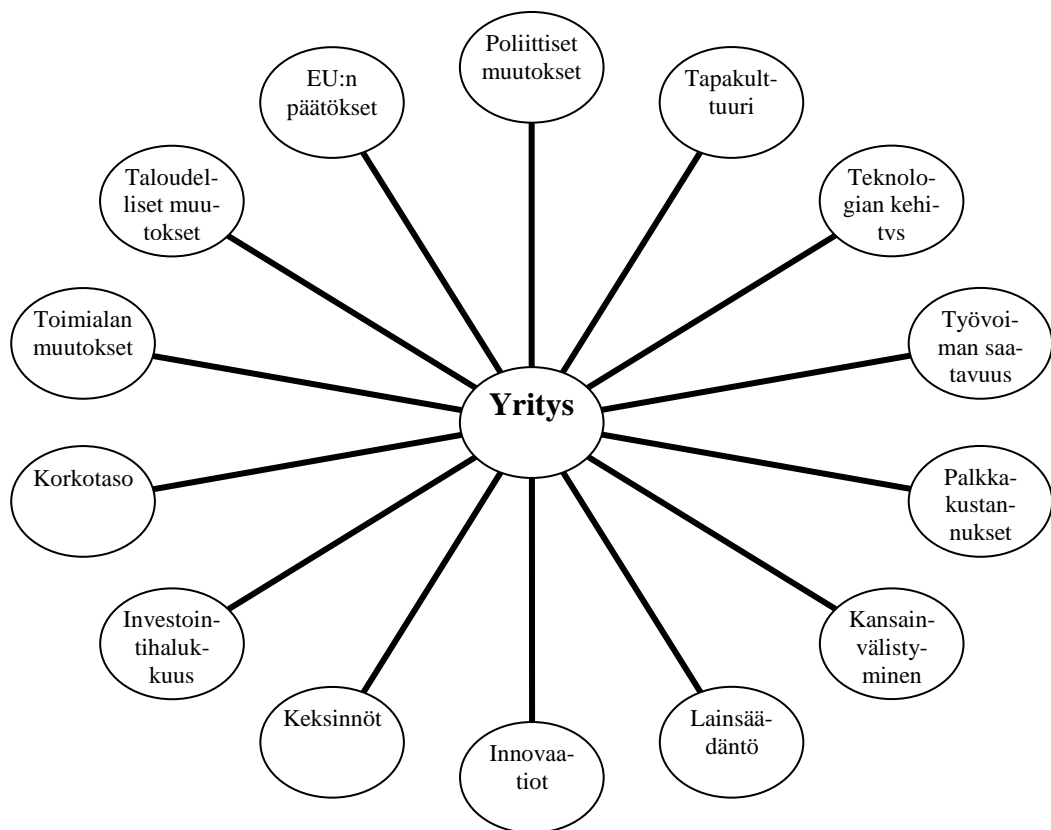 Poliittiset
muutokset
Tapakult-
tuuri
Teknolo-
gian kehi-
tys
Työvoi-
man saa-
tavuus
Palkka-
kustan-
nukset
Kansain-
välisty-
minen
Lainsää-
däntö
Innovaa-
tiot
Keksinnöt
Investoin-
tihaluk-
kuus
Korkotaso
Toimialan
muutokset
Taloudel-
liset muu-
tokset
EU:n
päätökset
Yritys